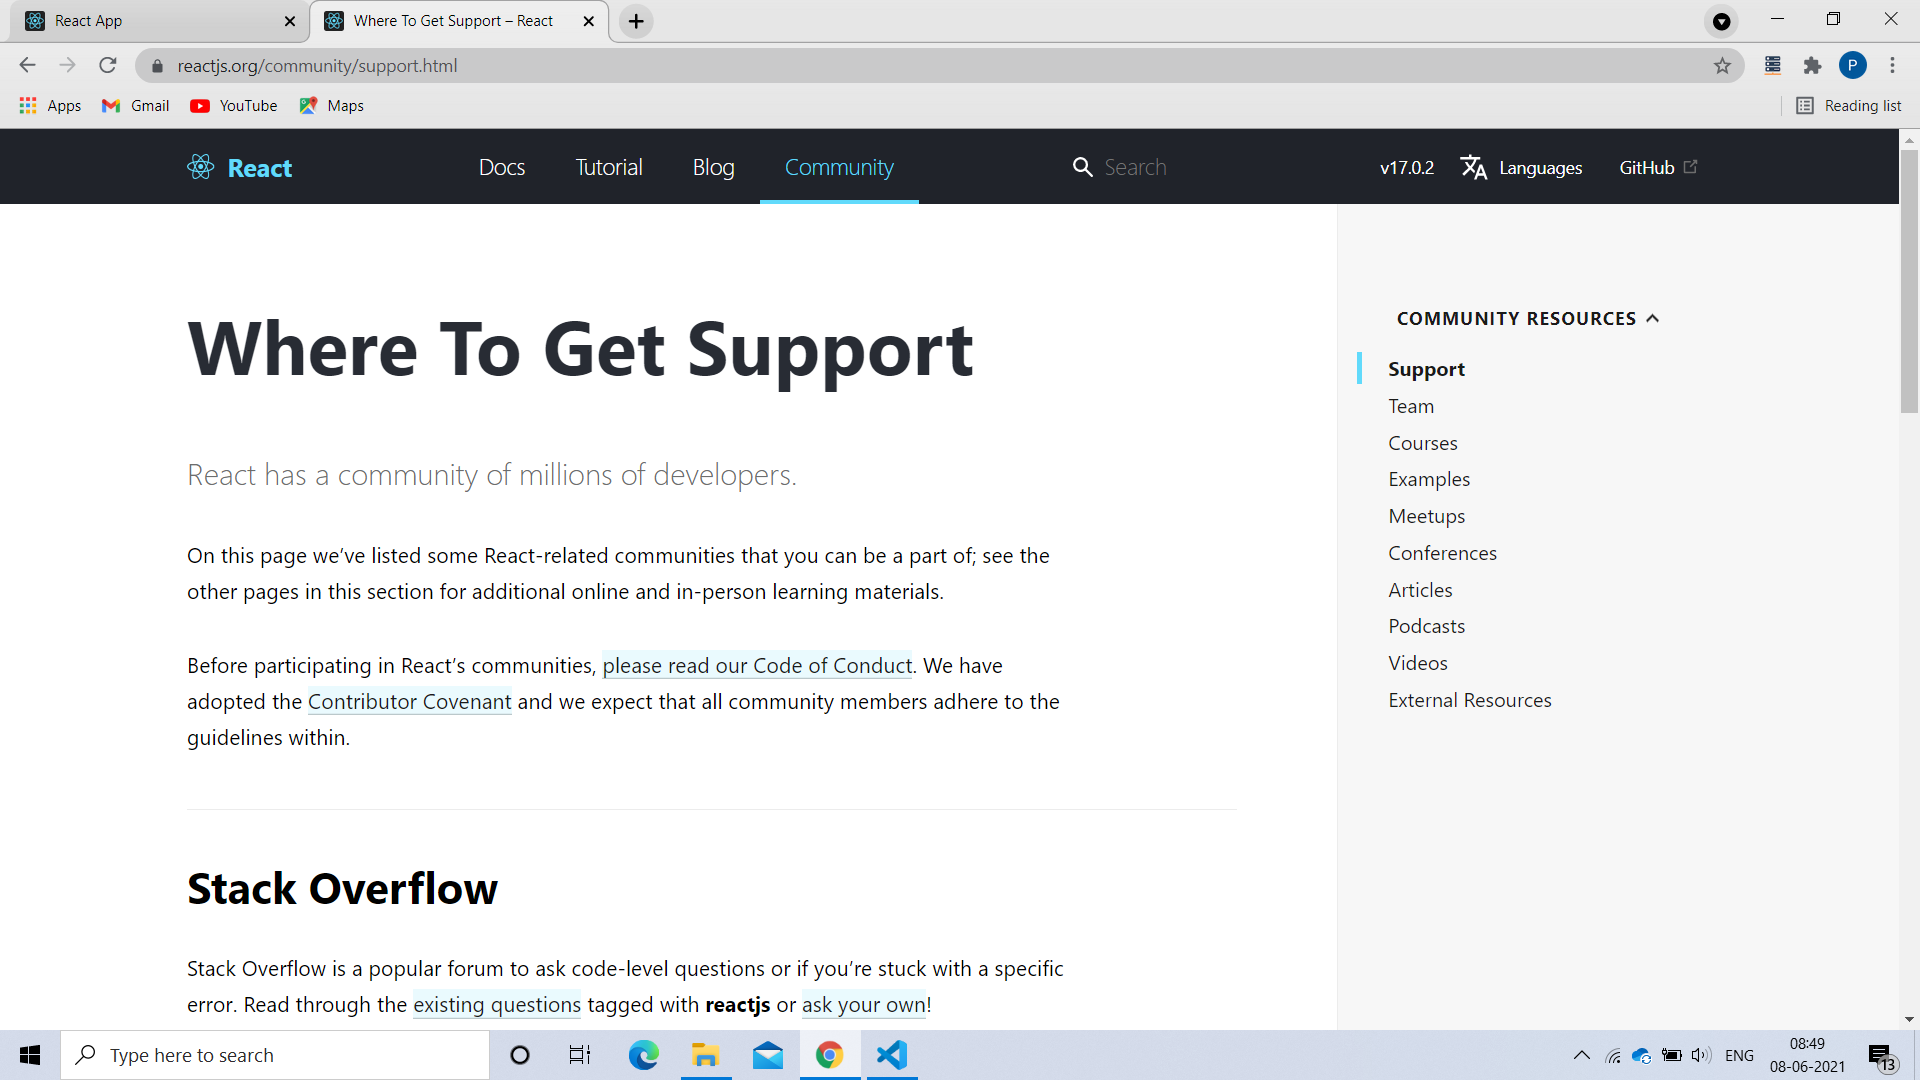 React App
Where To Get Support – React
reactjs.org/community/support.html
P
Apps
Gmail
YouTube
Maps
Reading list
React
Docs
Tutorial
Blog
Community
Search
v17.0.2
Languages
GitHub
Where To Get Support
React has a community of millions of developers.
On this page we’ve listed some React-related communities that you can be a part of; see the
other pages in this section for additional online and in-person learning materials.
Before participating in React’s communities, please read our Code of Conduct. We have
adopted the Contributor Covenant and we expect that all community members adhere to the
guidelines within.
Stack Overflow
Stack Overflow is a popular forum to ask code-level questions or if you’re stuck with a specific
error. Read through the existing questions tagged with reactjs or ask your own!
COMMUNITY RESOURCES
Support
Team
Courses
Examples
Meetups
Conferences
Articles
Podcasts
Videos
External Resources
Type here to search
ENG
08:49
08-06-2021
13